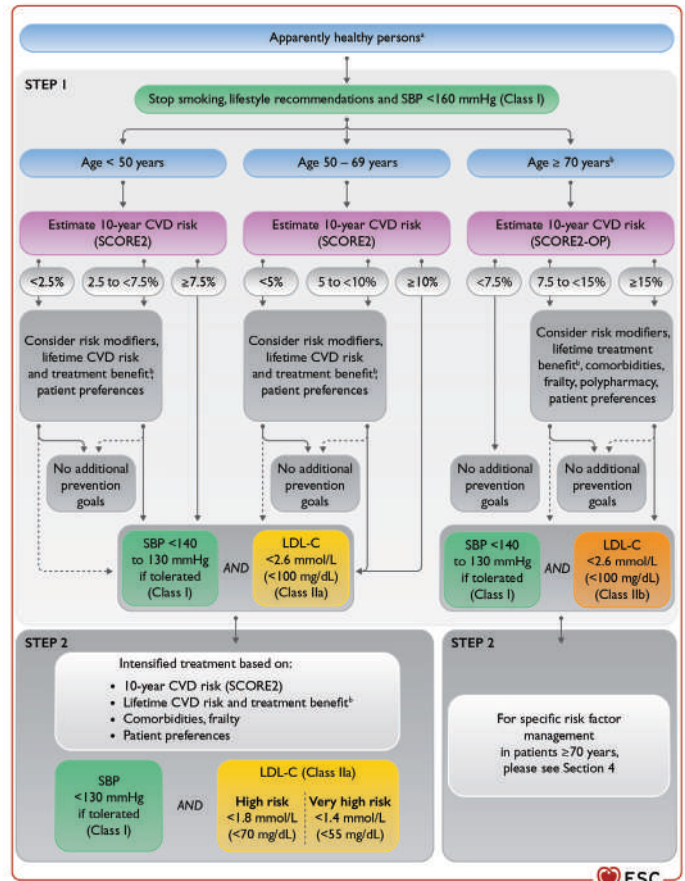 Apparently healthy personsᵃ
STEP 1
Stop smoking, lifestyle recommendations and SBP <160 mmHg (Class I)
Age < 50 years
Age 50 – 69 years
Age ≥ 70 yearsᵇ
Estimate 10-year CVD risk
(SCORE2)
Estimate 10-year CVD risk
(SCORE2)
Estimate 10-year CVD risk
(SCORE2-OP)
<2.5%
2.5 to <7.5%
≥7.5%
<5%
5 to <10%
≥10%
<7.5%
7.5 to <15%
≥15%
Consider risk modifiers,
lifetime CVD risk
and treatment benefitᵇ,
patient preferences
Consider risk modifiers,
lifetime CVD risk
and treatment benefitᵇ,
patient preferences
Consider risk modifiers,
lifetime treatment
benefitᵇ, comorbidities,
frailty, polypharmacy,
patient preferences
No additional
prevention
goals
No additional
prevention
goals
No additional
prevention
goals
No additional
prevention
goals
SBP <140
to 130 mmHg
if tolerated
(Class I)
AND
LDL-C
<2.6 mmol/L
(<100 mg/dL)
(Class IIa)
SBP <140
to 130 mmHg
if tolerated
(Class I)
AND
LDL-C
<2.6 mmol/L
(<100 mg/dL)
(Class IIb)
STEP 2
Intensified treatment based on:
• 10-year CVD risk (SCORE2)
• Lifetime CVD risk and treatment benefitᵇ
• Comorbidities, frailty
• Patient preferences
SBP
<130 mmHg
if tolerated
(Class I)
AND
LDL-C (Class IIa)
High risk
<1.8 mmol/L
(<70 mg/dL)
Very high risk
<1.4 mmol/L
(<55 mg/dL)
STEP 2
For specific risk factor
management
in patients ≥70 years,
please see Section 4
ESC